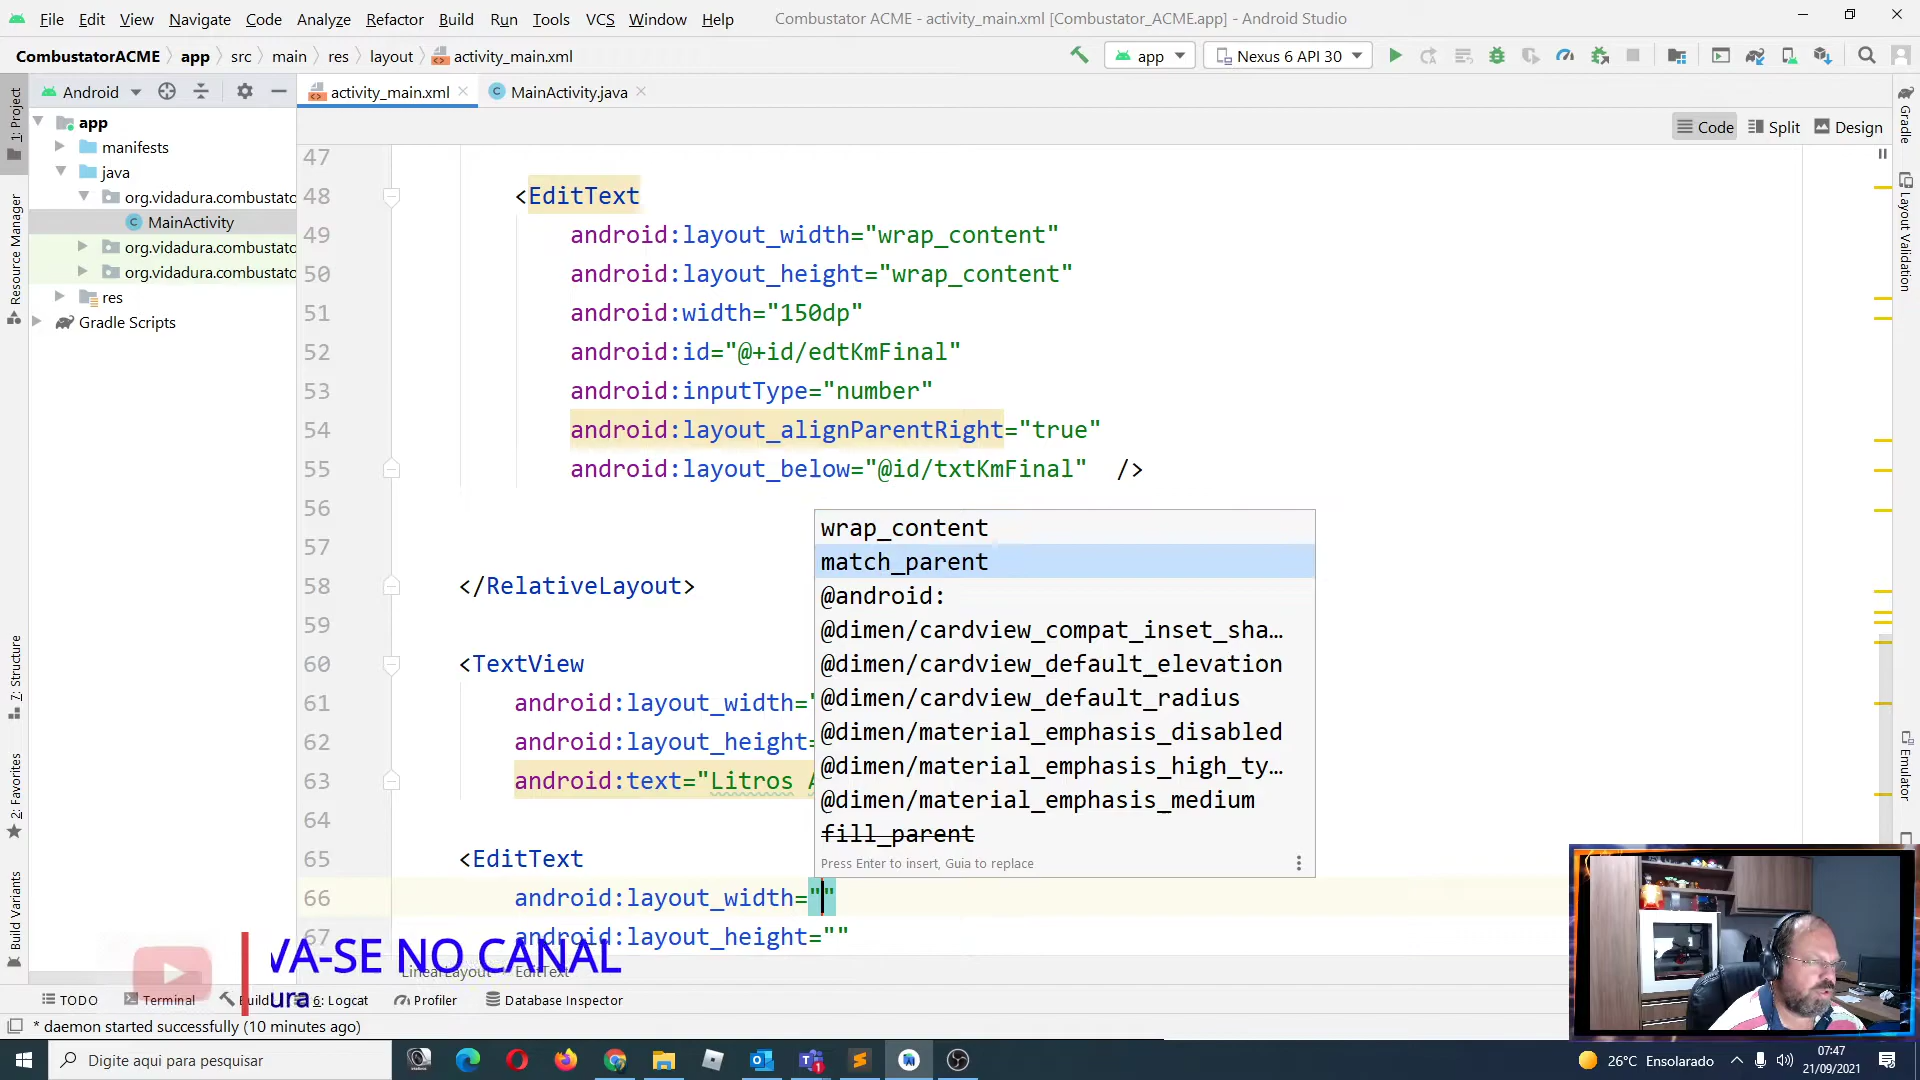 File Edit View Navigate Code Analyze Refactor Build Run Tools VCS Window Help Combustator ACME - activity_main.xml [Combustator_ACME.app] - Android Studio
CombustatorACME app src main res layout activity_main.xml app Nexus 6 API 30
Android activity_main.xml MainActivity.java
Code Split Design
app
manifests
java
org.vidadura.combustato
MainActivity
org.vidadura.combustato
org.vidadura.combustato
res
Gradle Scripts
1: Project
Resource Manager
7: Structure
2: Favorites
Build Variants
Gradle
Layout Validation
Emulator
47
48 <EditText
49 android:layout_width="wrap_content"
50 android:layout_height="wrap_content"
51 android:width="150dp"
52 android:id="@+id/edtKmFinal"
53 android:inputType="number"
54 android:layout_alignParentRight="true"
55 android:layout_below="@id/txtKmFinal" />
56
57
58 </RelativeLayout>
59
60 <TextView
61 android:layout_width="
62 android:layout_height=
63 android:text="Litros A
64
65 <EditText
66 android:layout_width=""
67 android:layout_height=""
wrap_content
match_parent
@android:
@dimen/cardview_compat_inset_sha…
@dimen/cardview_default_elevation
@dimen/cardview_default_radius
@dimen/material_emphasis_disabled
@dimen/material_emphasis_high_ty…
@dimen/material_emphasis_medium
fill_parent
Press Enter to insert, Guia to replace
LinearLayout EditText
VA-SE NO CANAL
ura
TODO Terminal Build 6: Logcat Profiler Database Inspector
* daemon started successfully (10 minutes ago)
Digite aqui para pesquisar
26°C Ensolarado
07:47
21/09/2021